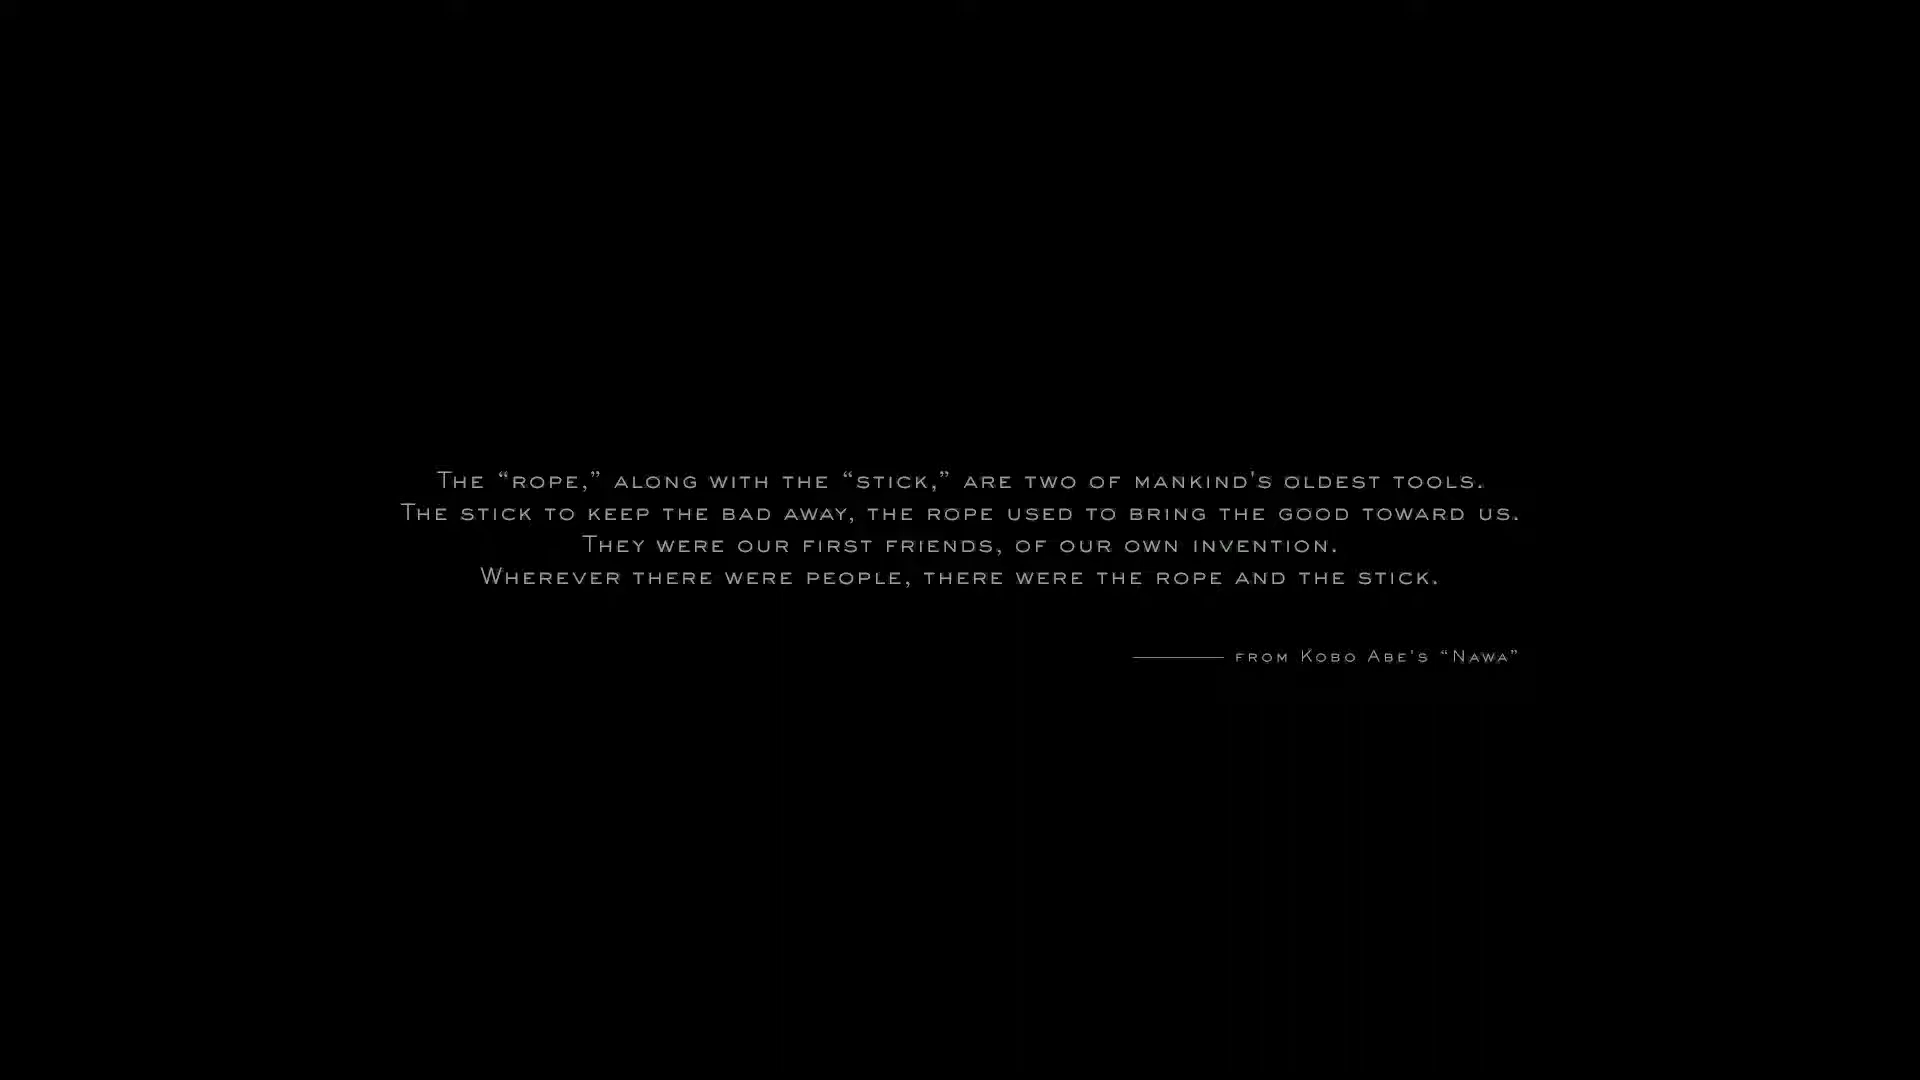 The “rope,” along with the “stick,” are two of mankind's oldest tools.
The stick to keep the bad away, the rope used to bring the good toward us.
They were our first friends, of our own invention.
Wherever there were people, there were the rope and the stick.
——— from Kobo Abe's “Nawa”